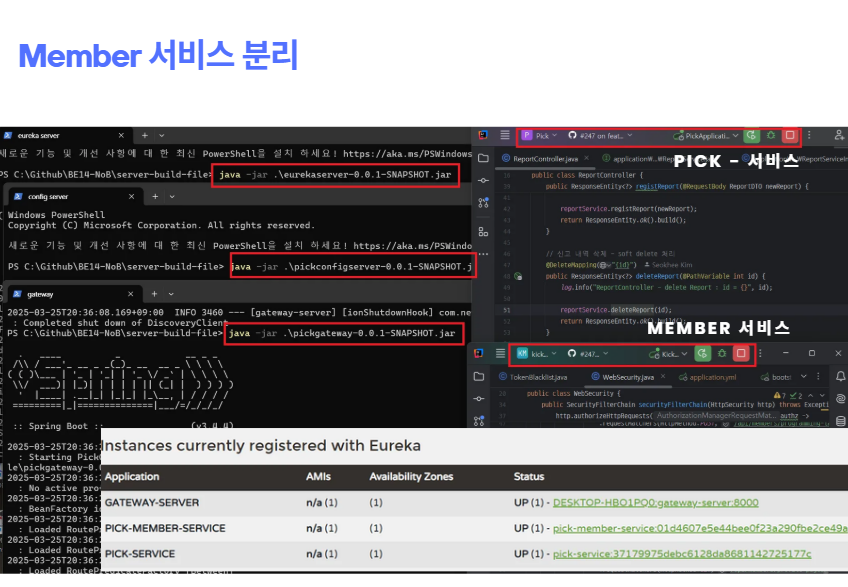 Member 서비스 분리
eureka server
새로운 기능 및 개선 사항에 대 한 최신 PowerShell을 설치 하세요! https://aka.ms/PSWindows
PS C:\Github\BE14-NoB\server-build-file> java -jar .\eurekaserver-0.0.1-SNAPSHOT.jar
config server
Windows PowerShell
Copyright (C) Microsoft Corporation. All rights reserved.
새로운 기능 및 개선 사항에 대 한 최신 PowerShell을 설치 하세요! https://aka.ms/PSWindo
PS C:\Github\BE14-NoB\server-build-file> java -jar .\pickconfigserver-0.0.1-SNAPSHOT.j
gateway
2025-03-25T20:36:08.169+09:00 INFO 3460 --- [gateway-server] [ionShutdownHook] com.ne
: Completed shut down of DiscoveryClient
PS C:\Github\BE14-NoB\server-build-file> java -jar .\pickgateway-0.0.1-SNAPSHOT.jar
:: Spring Boot :: (v3.4.4)
2025-03-25T20:36:
: Starting Pick
le\pickgateway-0.0
2025-03-25T20:36:
: No active pro
2025-03-25T20:36:
: BeanFactory id
2025-03-25T20:36:
: Loaded RouteP
2025-03-25T20:36:
: Loaded RouteP
2025-03-25T20:36:
: Loaded RoutePredicateFactory [Between]
Pick #247 on feat... PickApplicati...
ReportController.java
PICK - 서비스
public class ReportController {
public ResponseEntity<?> registReport(@RequestBody ReportDTO newReport) {
reportService.registReport(newReport);
return ResponseEntity.ok().build();
}
// 신고 내역 삭제 - soft delete 처리
@DeleteMapping("{id}") Seokhee Kim
public ResponseEntity<?> deleteReport(@PathVariable int id) {
log.info("ReportController - delete Report : id = {}", id);
reportService.deleteReport(id);
return ResponseEntity.ok().build();
}
MEMBER 서비스
KM kick... #247... Kick...
TokenBlacklist.java WebSecurity.java application.yml boots
public class WebSecurity {
public SecurityFilterChain securityFilterChain(HttpSecurity http) throws Excepti
http.authorizeHttpRequests( AuthorizationManagerRequestMat... authz ->
Instances currently registered with Eureka
Application AMIs Availability Zones Status
GATEWAY-SERVER n/a (1) (1) UP (1) - DESKTOP-HBO1PQ0:gateway-server:8000
PICK-MEMBER-SERVICE n/a (1) (1) UP (1) - pick-member-service:01d4607e5e44bee0f23a290fbe2ce49a
PICK-SERVICE n/a (1) (1) UP (1) - pick-service:37179975debc6128da8681142725177c